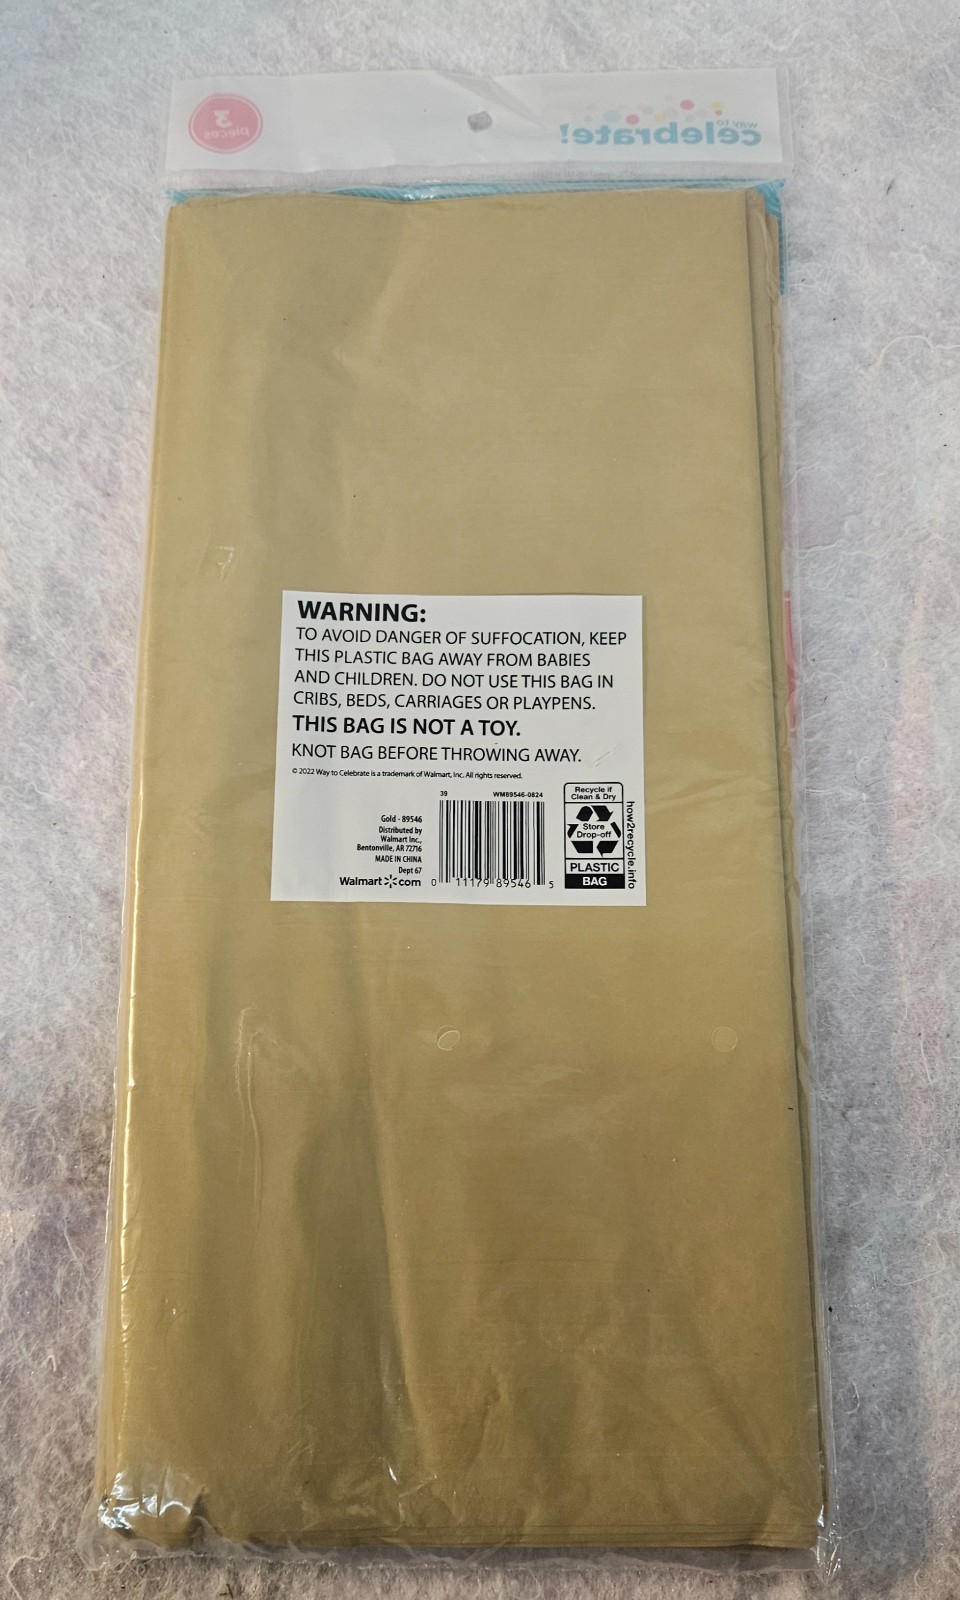 3
pieces
way to
celebrate!
WARNING:
TO AVOID DANGER OF SUFFOCATION, KEEP
THIS PLASTIC BAG AWAY FROM BABIES
AND CHILDREN. DO NOT USE THIS BAG IN
CRIBS, BEDS, CARRIAGES OR PLAYPENS.
THIS BAG IS NOT A TOY.
KNOT BAG BEFORE THROWING AWAY.
© 2022 Way to Celebrate is a trademark of Walmart, Inc. All rights reserved.
Gold - 89546
Distributed by
Walmart Inc.,
Bentonville, AR 72716
MADE IN CHINA
Dept 67
Walmart.com
39 WM89546-0824
0 11179 89546 5
Recycle if
Clean & Dry
Store
Drop-off
PLASTIC
BAG
how2recycle.info